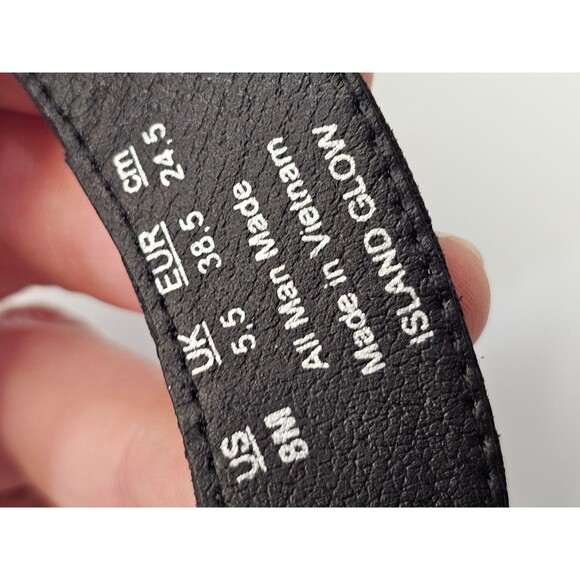 US UK EUR cm
8M 5.5 38.5 24.5
All Man Made
Made in Vietnam
ISLAND GLOW